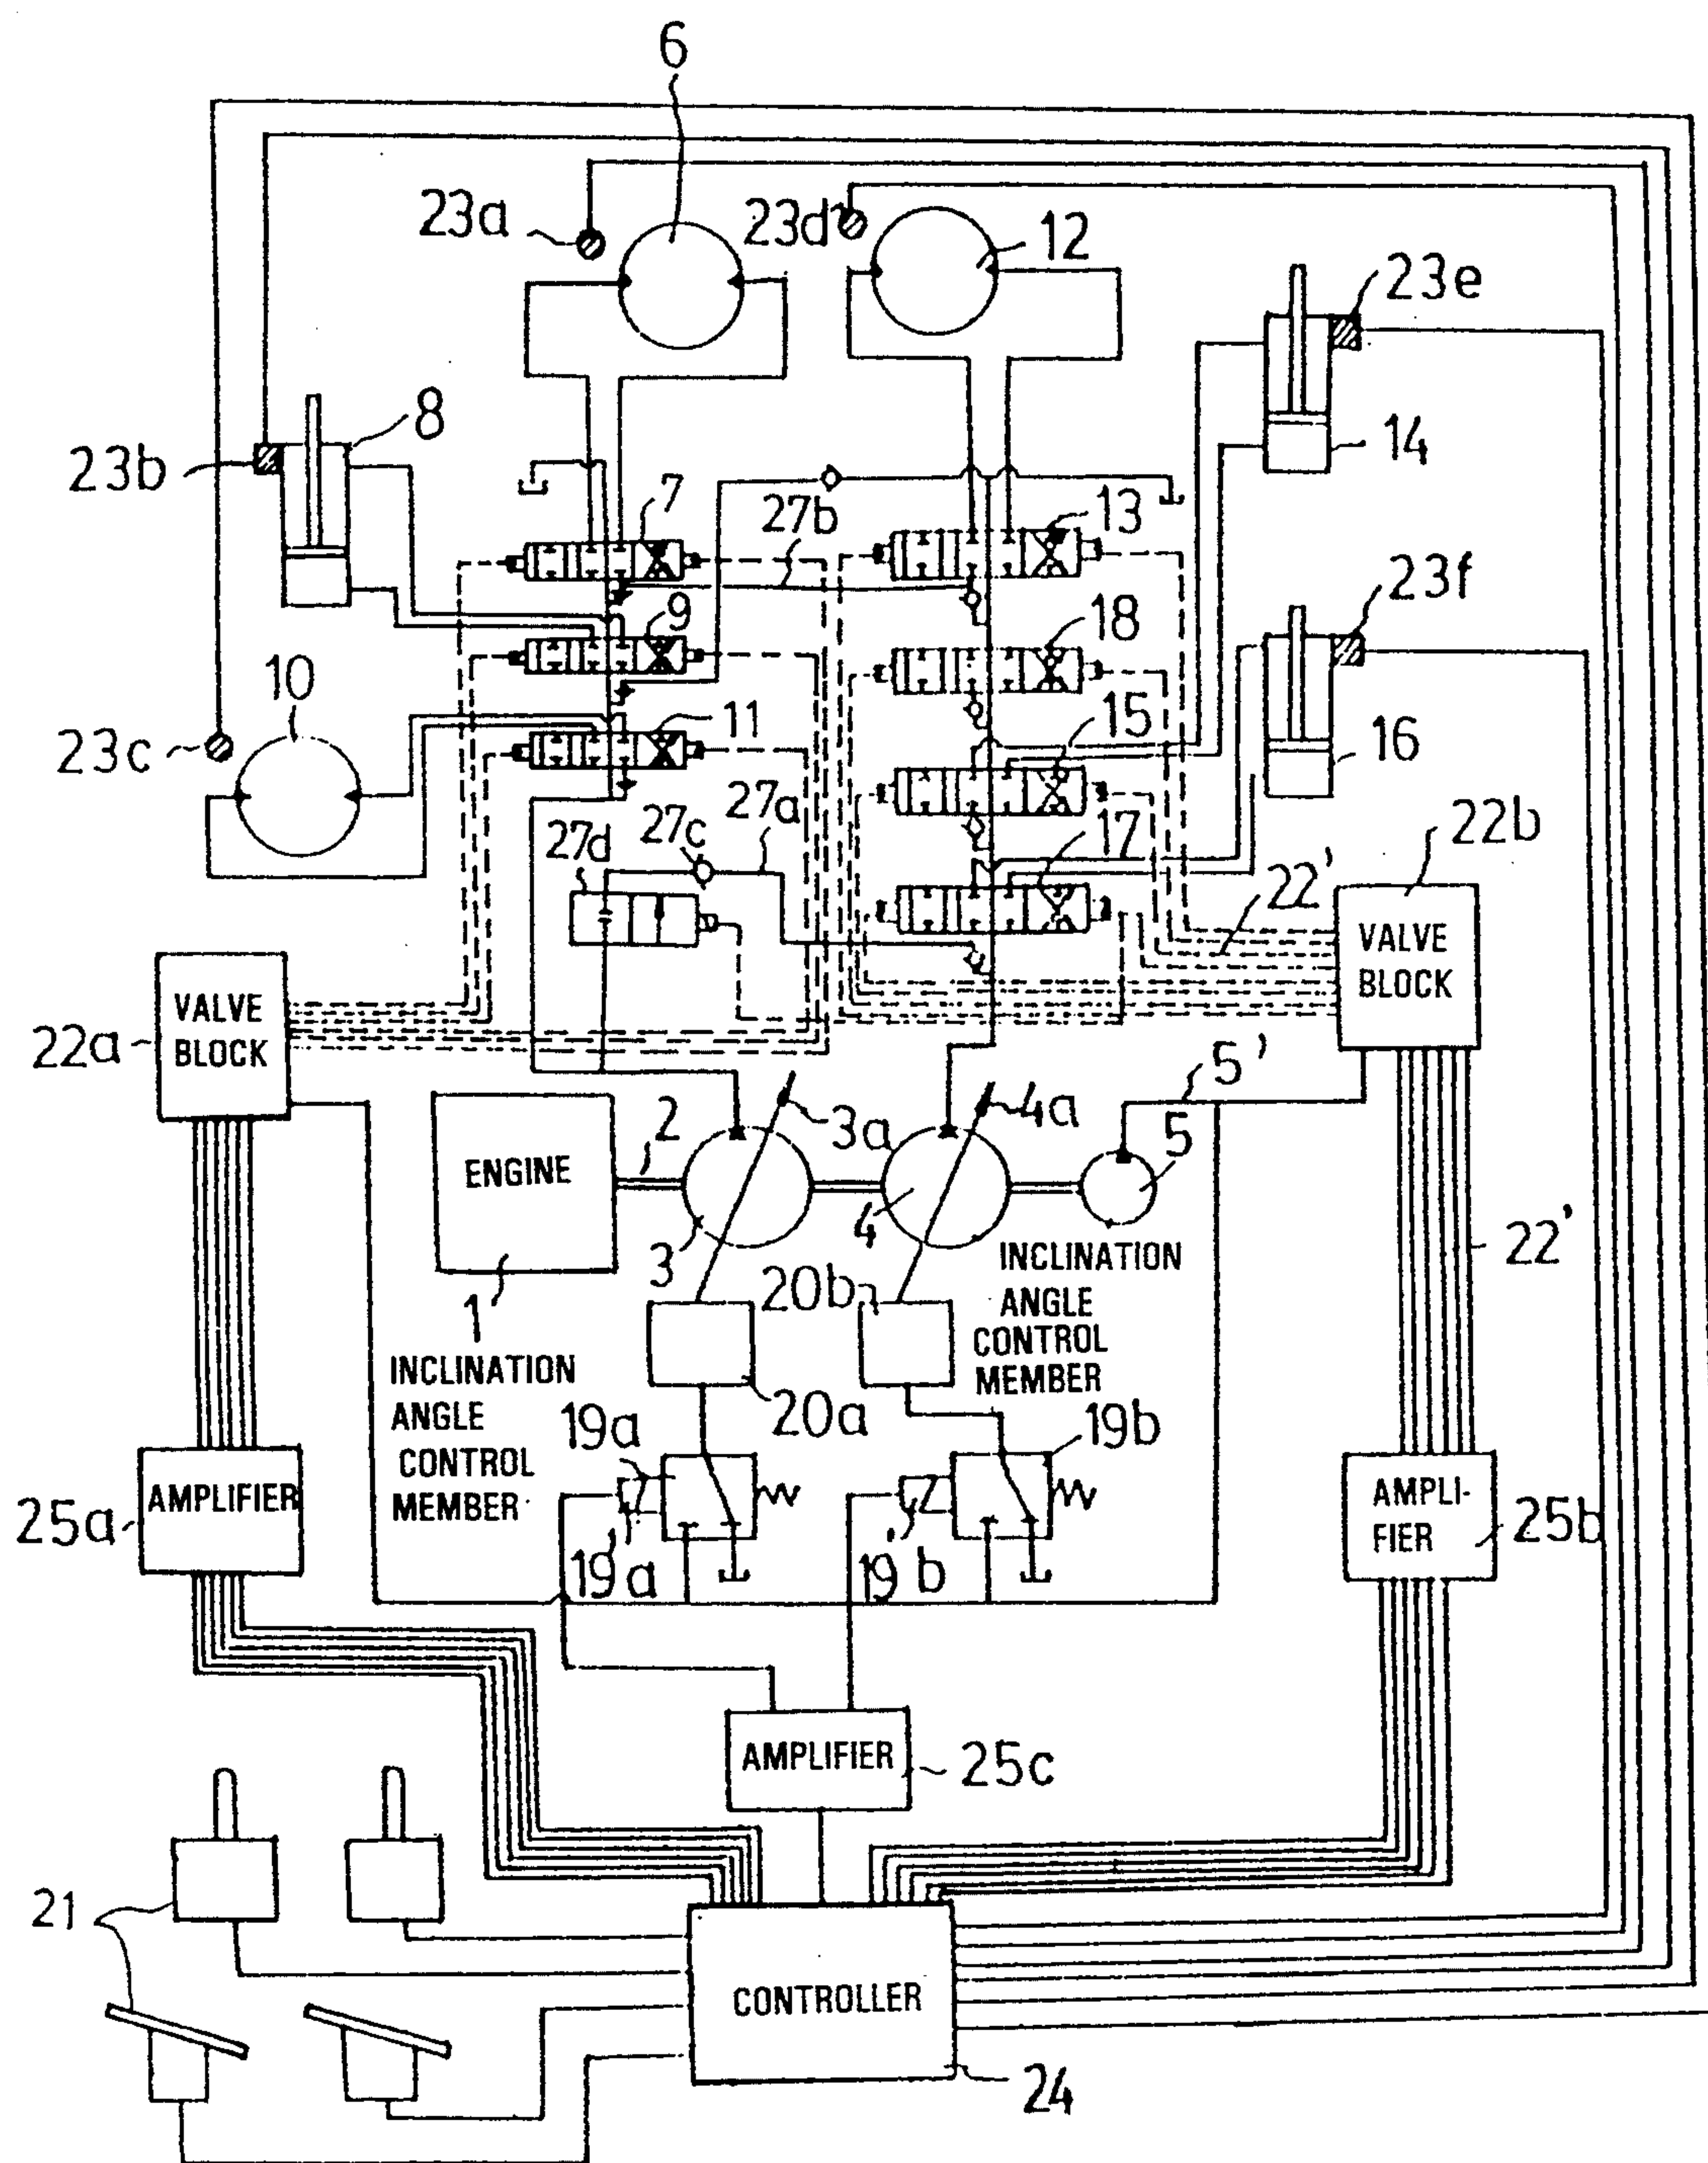 6
23a
23d
12
23e
8
14
23b
7
27b
13
23f
9
18
10
11
15
16
23c
27a
27c
27d
17
22b
22'
VALVE
BLOCK
VALVE
BLOCK
22a
5'
2
3a
4a
5
ENGINE
4
3
1
22'
INCLINATION
ANGLE
CONTROL
MEMBER
20b
INCLINATION
ANGLE
CONTROL
MEMBER
20a
19a
19b
AMPLIFIER
25a
AMPLI-
FIER
25b
19'a
19'b
AMPLIFIER
25c
21
CONTROLLER
24